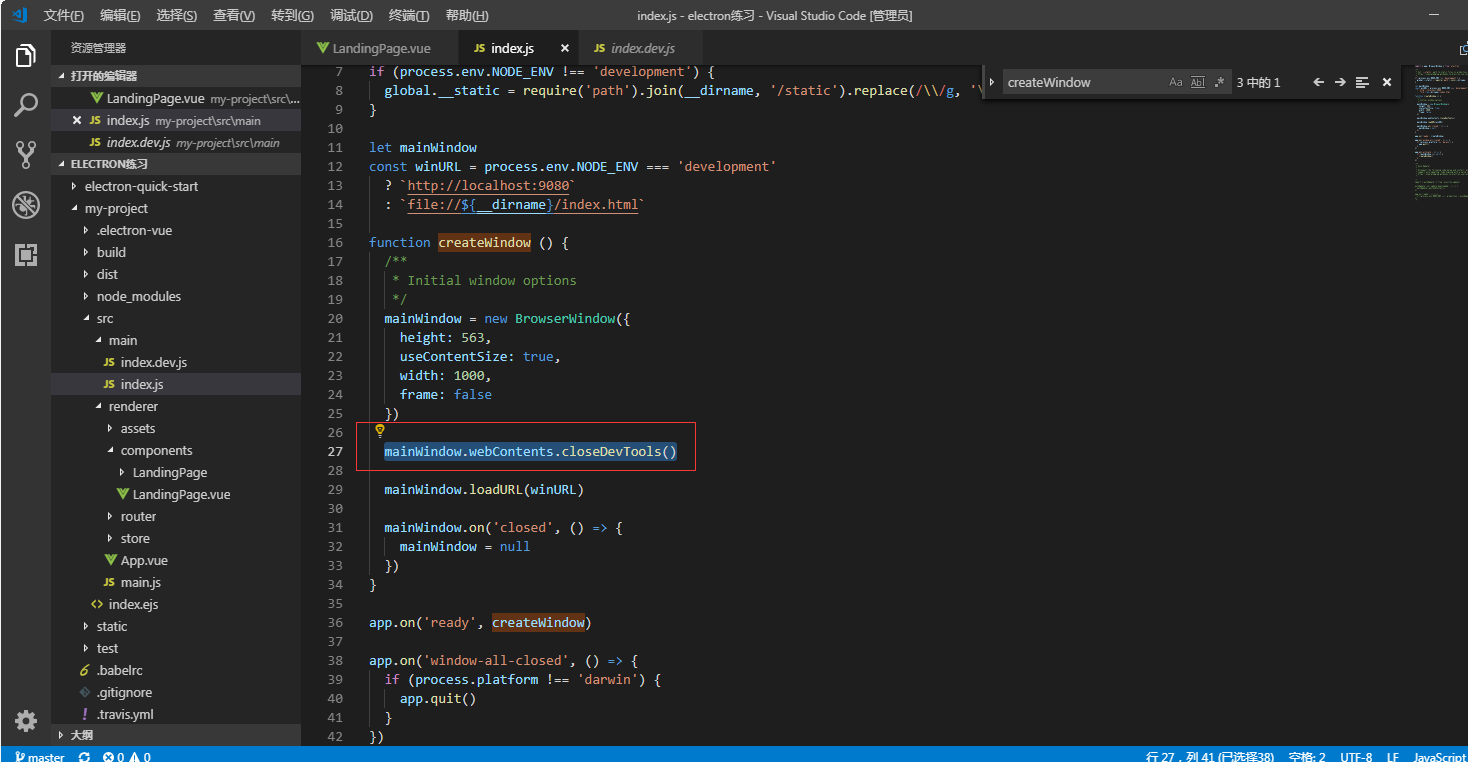 文件(F) 编辑(E) 选择(S) 查看(V) 转到(G) 调试(D) 终端(T) 帮助(H) index.js - electron练习 - Visual Studio Code [管理员]
资源管理器
打开的编辑器
LandingPage.vue my-project\src\...
index.js my-project\src\main
index.dev.js my-project\src\main
ELECTRON练习
electron-quick-start
my-project
.electron-vue
build
dist
node_modules
src
main
JS index.dev.js
JS index.js
renderer
assets
components
LandingPage
LandingPage.vue
router
store
App.vue
JS main.js
<> index.ejs
static
test
.babelrc
.gitignore
! .travis.yml
大纲
LandingPage.vue JS index.js × JS index.dev.js
createWindow Aa Abl .* 3 中的 1
7 if (process.env.NODE_ENV !== 'development') {
8 global.__static = require('path').join(__dirname, '/static').replace(/\\/g, '\
9 }
10
11 let mainWindow
12 const winURL = process.env.NODE_ENV === 'development'
13 ? `http://localhost:9080`
14 : `file://${__dirname}/index.html`
15
16 function createWindow () {
17 /**
18 * Initial window options
19 */
20 mainWindow = new BrowserWindow({
21 height: 563,
22 useContentSize: true,
23 width: 1000,
24 frame: false
25 })
26
27 mainWindow.webContents.closeDevTools()
28
29 mainWindow.loadURL(winURL)
30
31 mainWindow.on('closed', () => {
32 mainWindow = null
33 })
34 }
35
36 app.on('ready', createWindow)
37
38 app.on('window-all-closed', () => {
39 if (process.platform !== 'darwin') {
40 app.quit()
41 }
42 })
master 0 0 行 27，列 41 (已选择38) 空格: 2 UTF-8 LF JavaScript